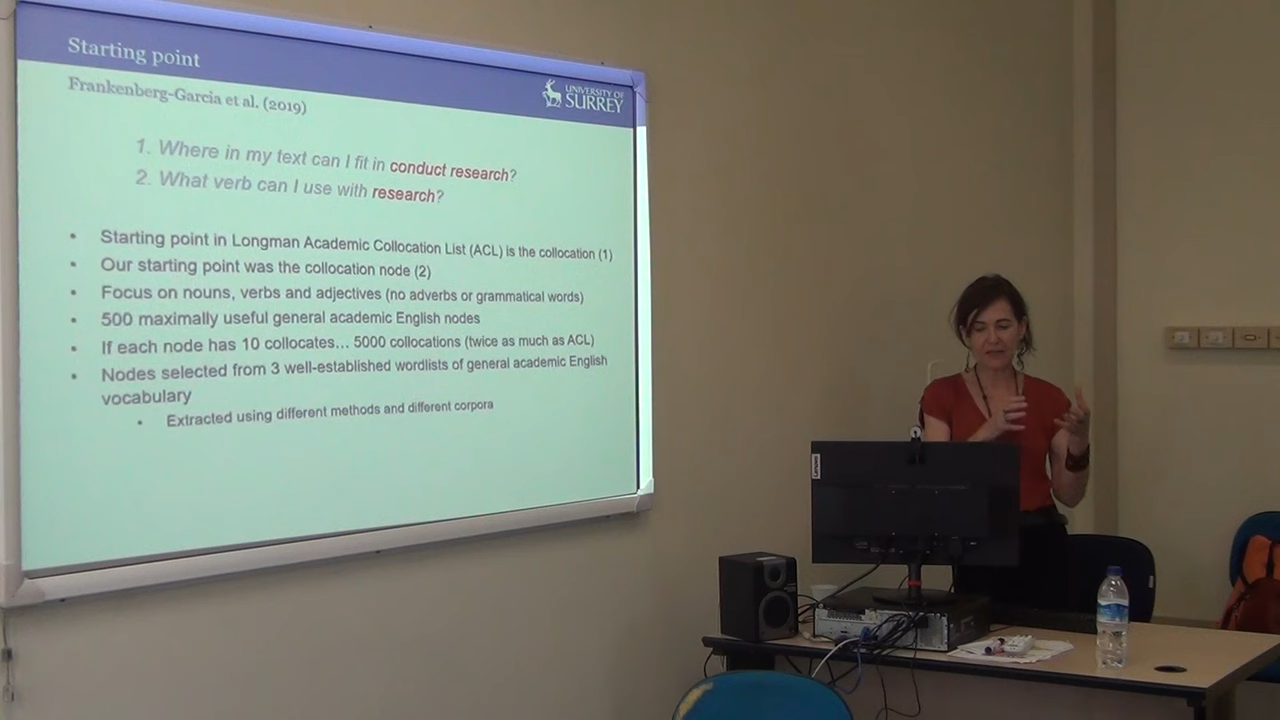 Starting point
Frankenberg-Garcia et al. (2019)
UNIVERSITY OF
SURREY
1. Where in my text can I fit in conduct research?
2. What verb can I use with research?
• Starting point in Longman Academic Collocation List (ACL) is the collocation (1)
• Our starting point was the collocation node (2)
• Focus on nouns, verbs and adjectives (no adverbs or grammatical words)
• 500 maximally useful general academic English nodes
• If each node has 10 collocates... 5000 collocations (twice as much as ACL)
• Nodes selected from 3 well-established wordlists of general academic English
vocabulary
• Extracted using different methods and different corpora
Lenovo